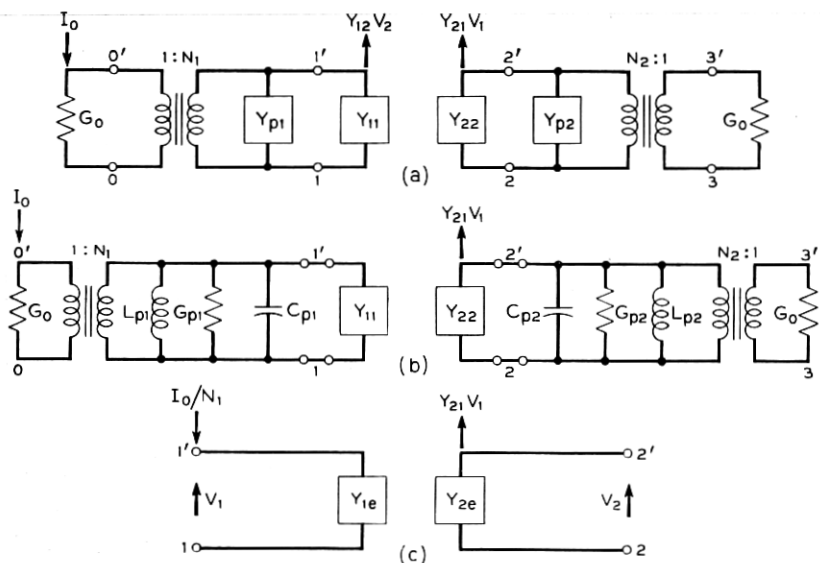 I₀ Y₁₂V₂ Y₂₁V₁
0' 1:N₁ 1' 2' N₂:1 3'
G₀ Yp₁ Y₁₁ Y₂₂ Yp₂ G₀
0 1 2 3
(a)
I₀ Y₂₁V₁
0' 1:N₁ 1' 2' N₂:1 3'
G₀ Lp₁ Gp₁ Cp₁ Y₁₁ Y₂₂ Cp₂ Gp₂ Lp₂ G₀
0 1 2 3
(b)
I₀/N₁ Y₂₁V₁
1' 2'
V₁ Y₁e Y₂e V₂
1 2
(c)